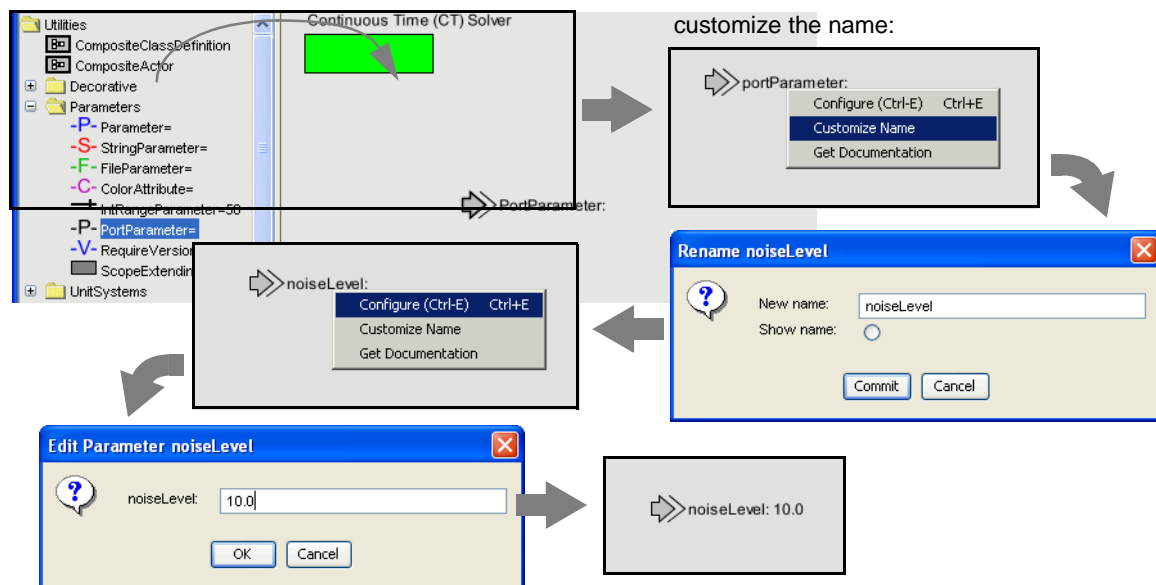 Utilities
CompositeClassDefinition
CompositeActor
Decorative
Parameters
-P- Parameter=
-S- StringParameter=
-F- FileParameter=
-C- ColorAttribute=
IntRangeParameter=50
-P- PortParameter=
-V- RequireVersion
ScopeExtendin
UnitSystems
Continuous Time (CT) Solver
PortParameter:
customize the name:
portParameter:
Configure (Ctrl-E) Ctrl+E
Customize Name
Get Documentation
Rename noiseLevel
New name: noiseLevel
Show name:
Commit Cancel
noiseLevel:
Configure (Ctrl-E) Ctrl+E
Customize Name
Get Documentation
Edit Parameter noiseLevel
noiseLevel: 10.0
OK Cancel
noiseLevel: 10.0